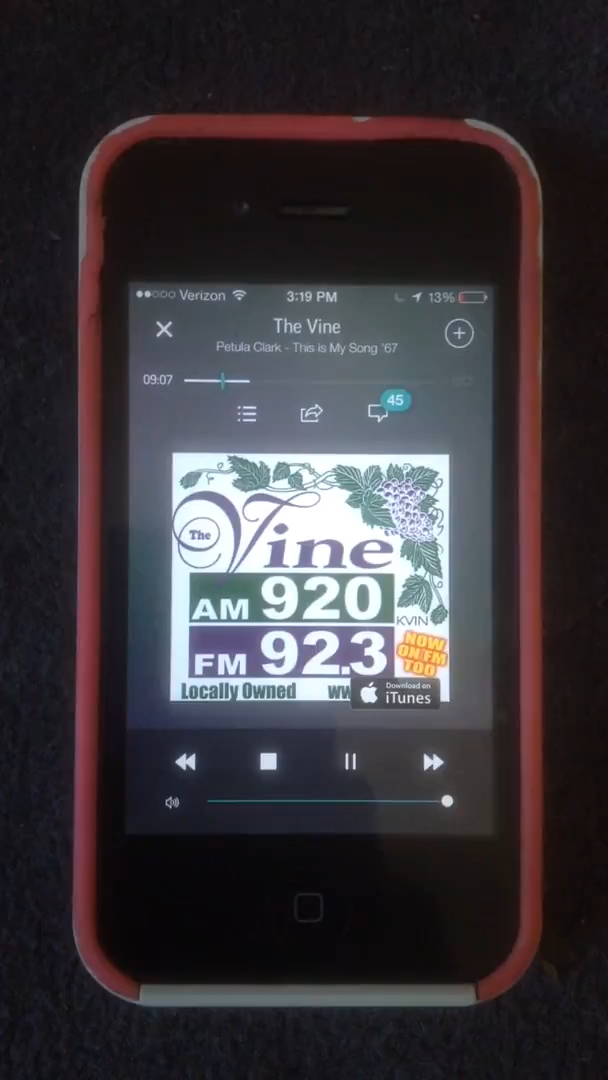 Verizon 3:19 PM 13%
The Vine
Petula Clark - This is My Song '67
09:07
45
The Vine
AM 920
KVIN
FM 92.3
NOW ON FM TOO
Locally Owned
Download on
iTunes